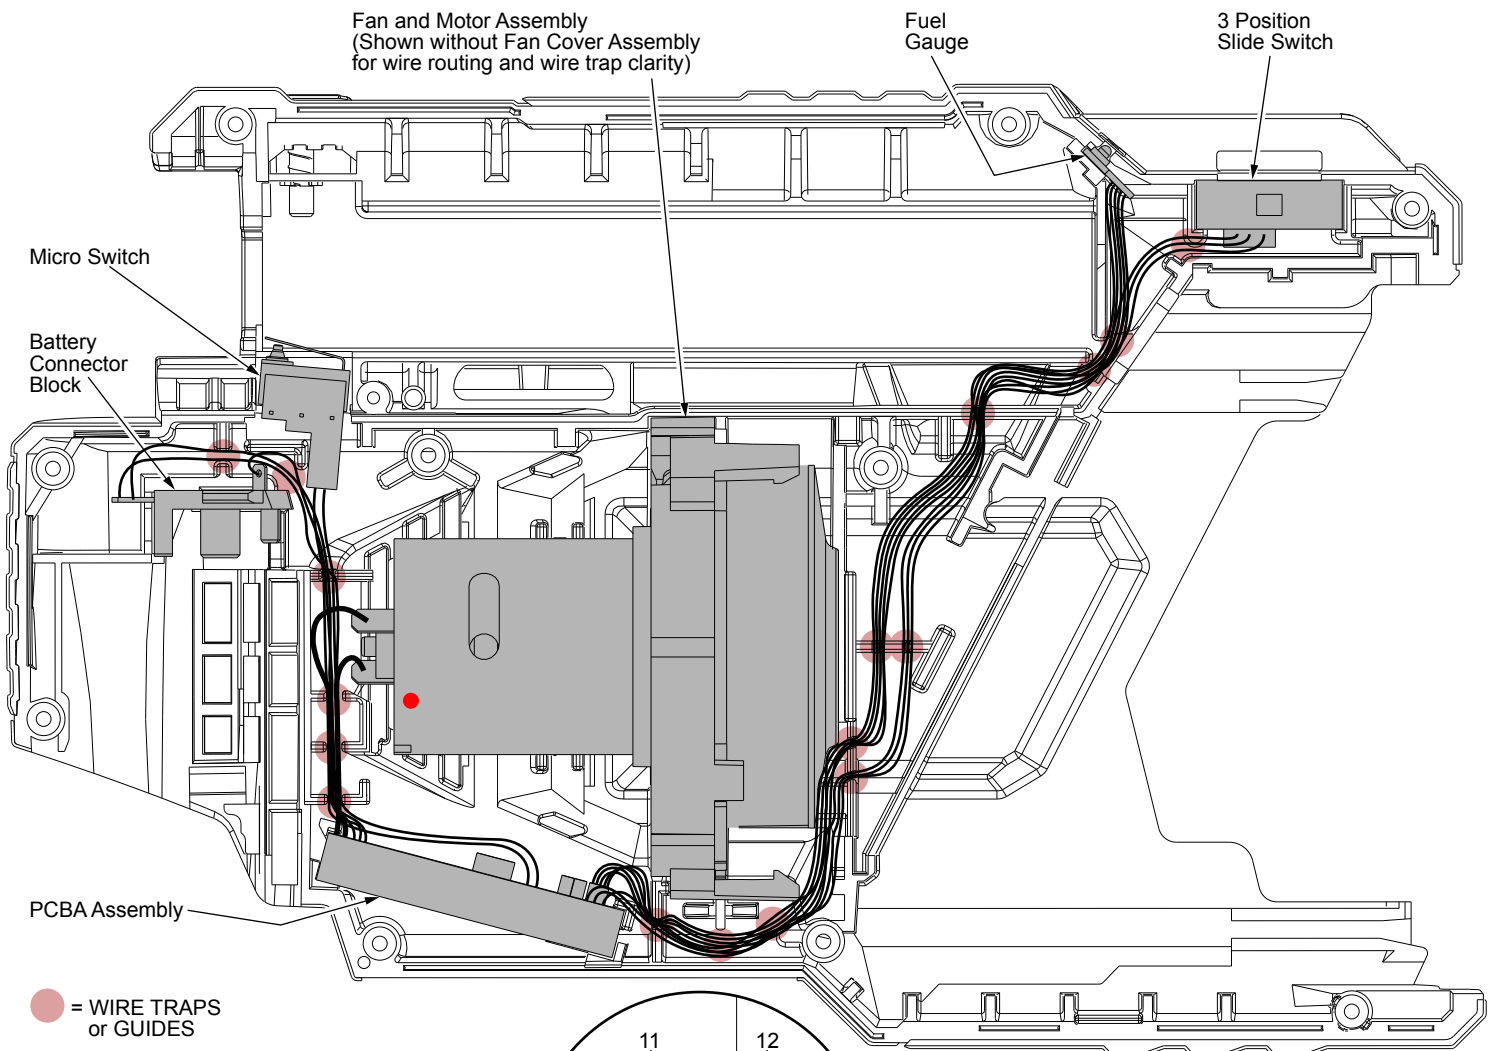 Fan and Motor Assembly
(Shown without Fan Cover Assembly
for wire routing and wire trap clarity)
Fuel
Gauge
3 Position
Slide Switch
Micro Switch
Battery
Connector
Block
PCBA Assembly
= WIRE TRAPS
or GUIDES
11
12